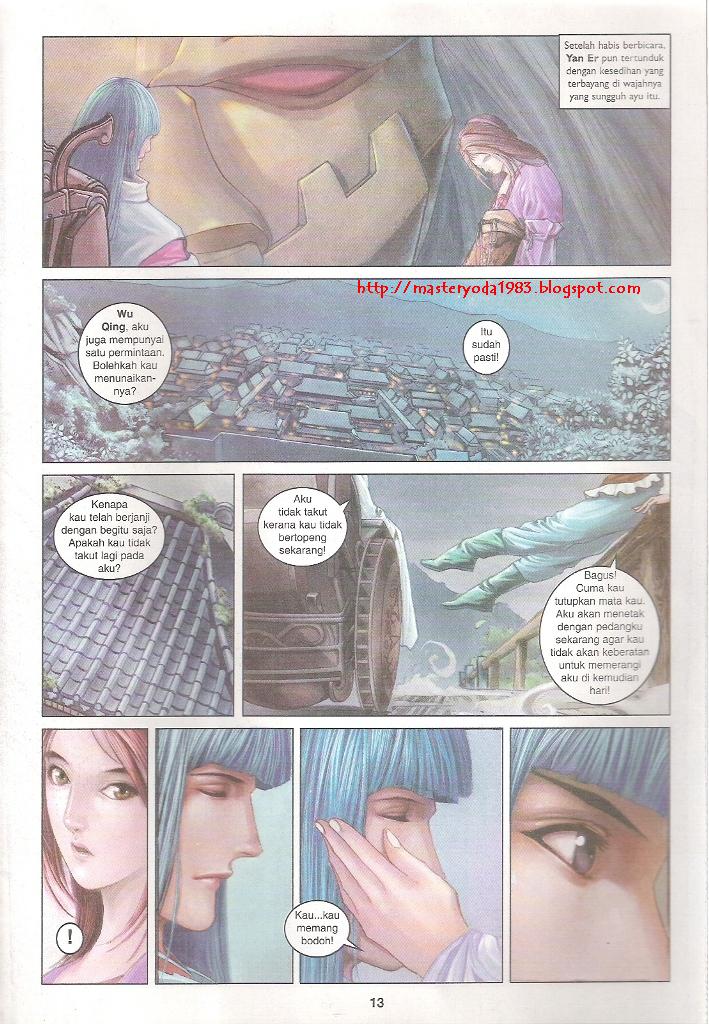 Setelah habis berbicara,
Yan Er pun tertunduk
dengan kesedihan yang
terbayang di wajahnya
yang sungguh ayu itu.
http://masteryoda1983.blogspot.com
Wu
Qing, aku
juga mempunyai
satu permintaan.
Bolehkah kau
menunaikan-
nya?
Itu
sudah
pasti!
Kenapa
kau telah berjanji
dengan begitu saja?
Apakah kau tidak
takut lagi pada
aku?
Aku
tidak takut
kerana kau tidak
bertopeng
sekarang!
Bagus!
Cuma kau
tutupkan mata kau.
Aku akan menetak
dengan pedangku
sekarang agar kau
tidak akan keberatan
untuk memerangi
aku di kemudian
hari!
!
Kau...kau
memang
bodoh!
13